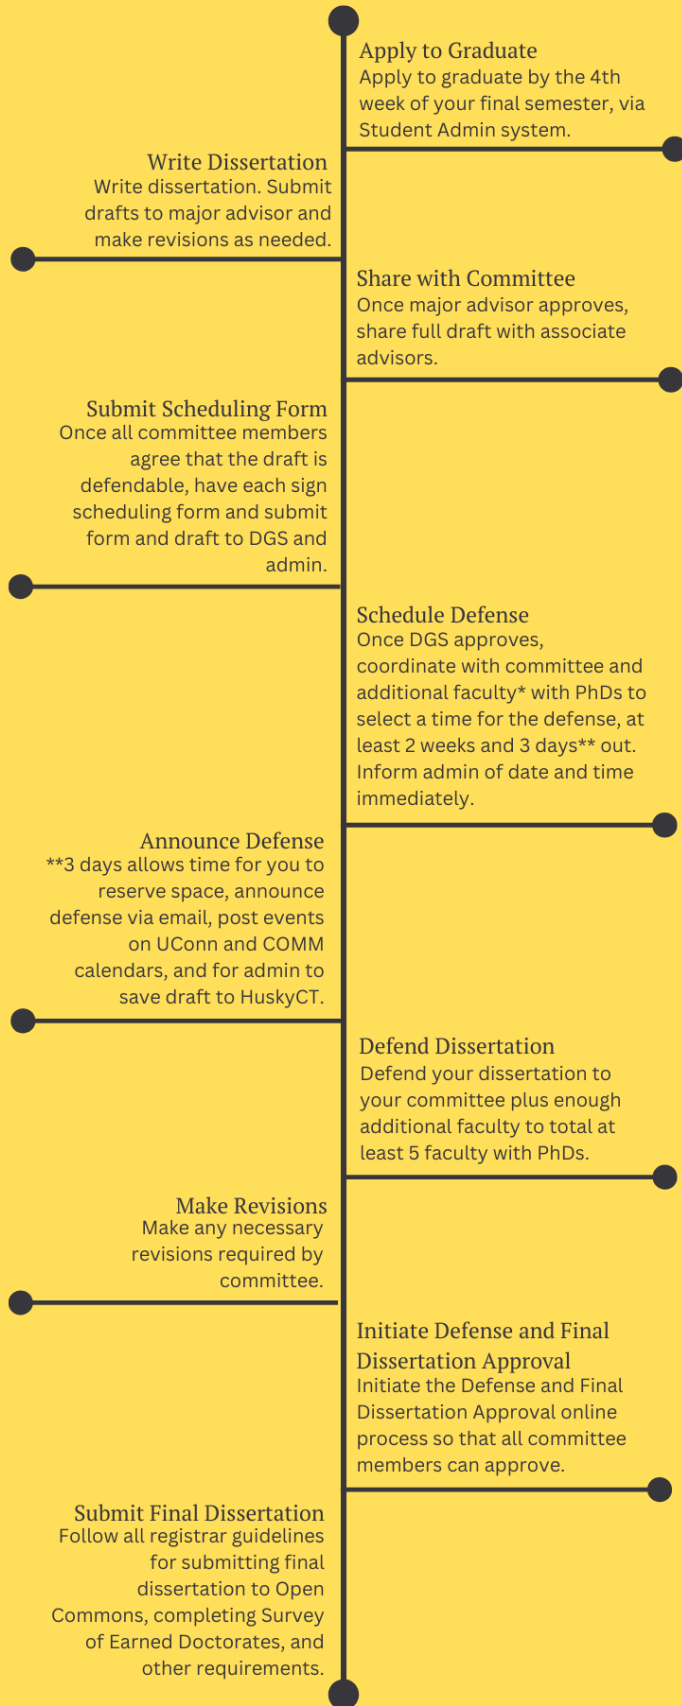 Apply to Graduate
Apply to graduate by the 4th
week of your final semester, via
Student Admin system.
Write Dissertation
Write dissertation. Submit
drafts to major advisor and
make revisions as needed.
Share with Committee
Once major advisor approves,
share full draft with associate
advisors.
Submit Scheduling Form
Once all committee members
agree that the draft is
defendable, have each sign
scheduling form and submit
form and draft to DGS and
admin.
Schedule Defense
Once DGS approves,
coordinate with committee and
additional faculty* with PhDs to
select a time for the defense, at
least 2 weeks and 3 days** out.
Inform admin of date and time
immediately.
Announce Defense
**3 days allows time for you to
reserve space, announce
defense via email, post events
on UConn and COMM
calendars, and for admin to
save draft to HuskyCT.
Defend Dissertation
Defend your dissertation to
your committee plus enough
additional faculty to total at
least 5 faculty with PhDs.
Make Revisions
Make any necessary
revisions required by
committee.
Initiate Defense and Final
Dissertation Approval
Initiate the Defense and Final
Dissertation Approval online
process so that all committee
members can approve.
Submit Final Dissertation
Follow all registrar guidelines
for submitting final
dissertation to Open
Commons, completing Survey
of Earned Doctorates, and
other requirements.